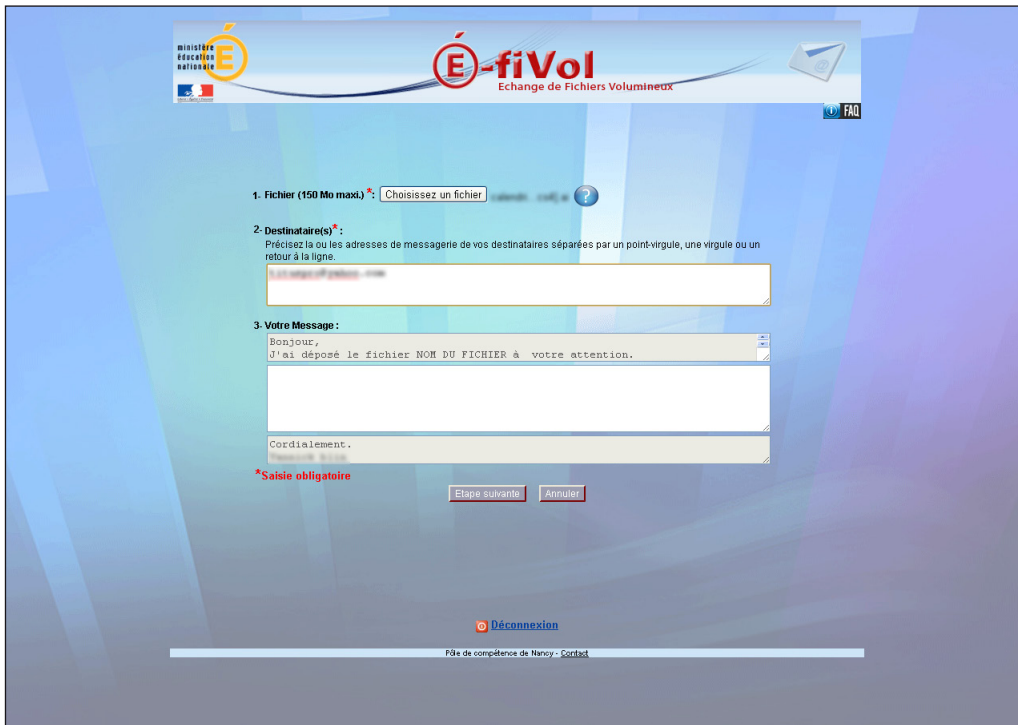 ministère
éducation
nationale
É
É-fiVol
Echange de Fichiers Volumineux
FAQ
1. Fichier (150 Mo maxi.) *: Choisissez un fichier ?
2- Destinataire(s)* :
Précisez la ou les adresses de messagerie de vos destinataires séparées par un point-virgule, une virgule ou un
retour à la ligne.
3. Votre Message :
Bonjour,
J'ai déposé le fichier NOM DU FICHIER à votre attention.
Cordialement.
*Saisie obligatoire
Etape suivante Annuler
Déconnexion
Pôle de compétence de Nancy - Contact